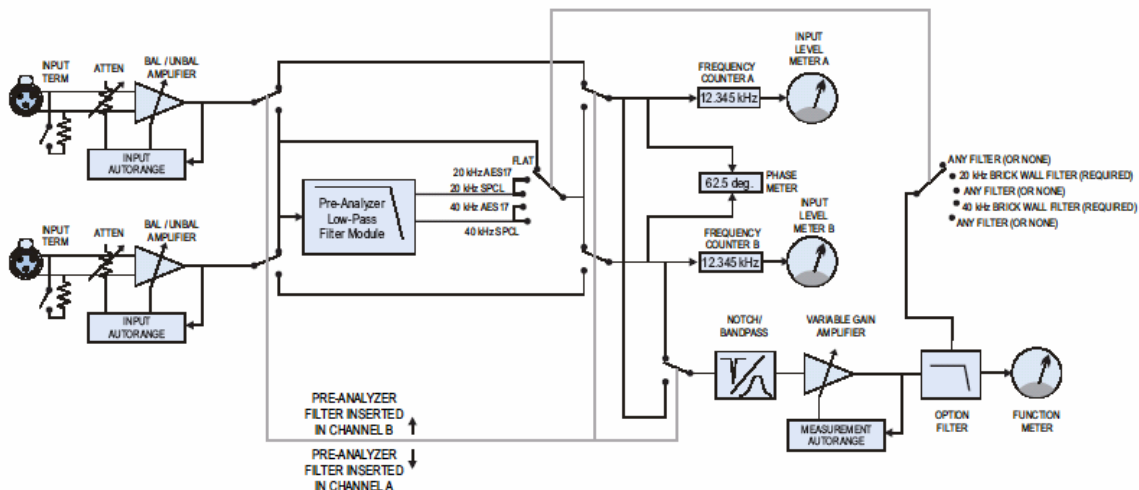 INPUT
TERM
ATTEN
BAL / UNBAL
AMPLIFIER
INPUT
AUTORANGE
Pre-Analyzer
Low-Pass
Filter Module
20 kHz AES17
20 kHz SPCL
40 kHz AES17
40 kHz SPCL
FLAT
FREQUENCY
COUNTER A
12.345 kHz
INPUT
LEVEL
METER A
62.5 deg.
PHASE
METER
INPUT
LEVEL
METER B
FREQUENCY
COUNTER B
12.345 kHz
ANY FILTER (OR NONE)
20 kHz BRICK WALL FILTER (REQUIRED)
ANY FILTER (OR NONE)
40 kHz BRICK WALL FILTER (REQUIRED)
ANY FILTER (OR NONE)
INPUT
TERM
ATTEN
BAL / UNBAL
AMPLIFIER
INPUT
AUTORANGE
NOTCH/
BANDPASS
VARIABLE GAIN
AMPLIFIER
MEASUREMENT
AUTORANGE
OPTION
FILTER
FUNCTION
METER
PRE-ANALYZER
FILTER INSERTED
IN CHANNEL B
PRE-ANALYZER
FILTER INSERTED
IN CHANNEL A